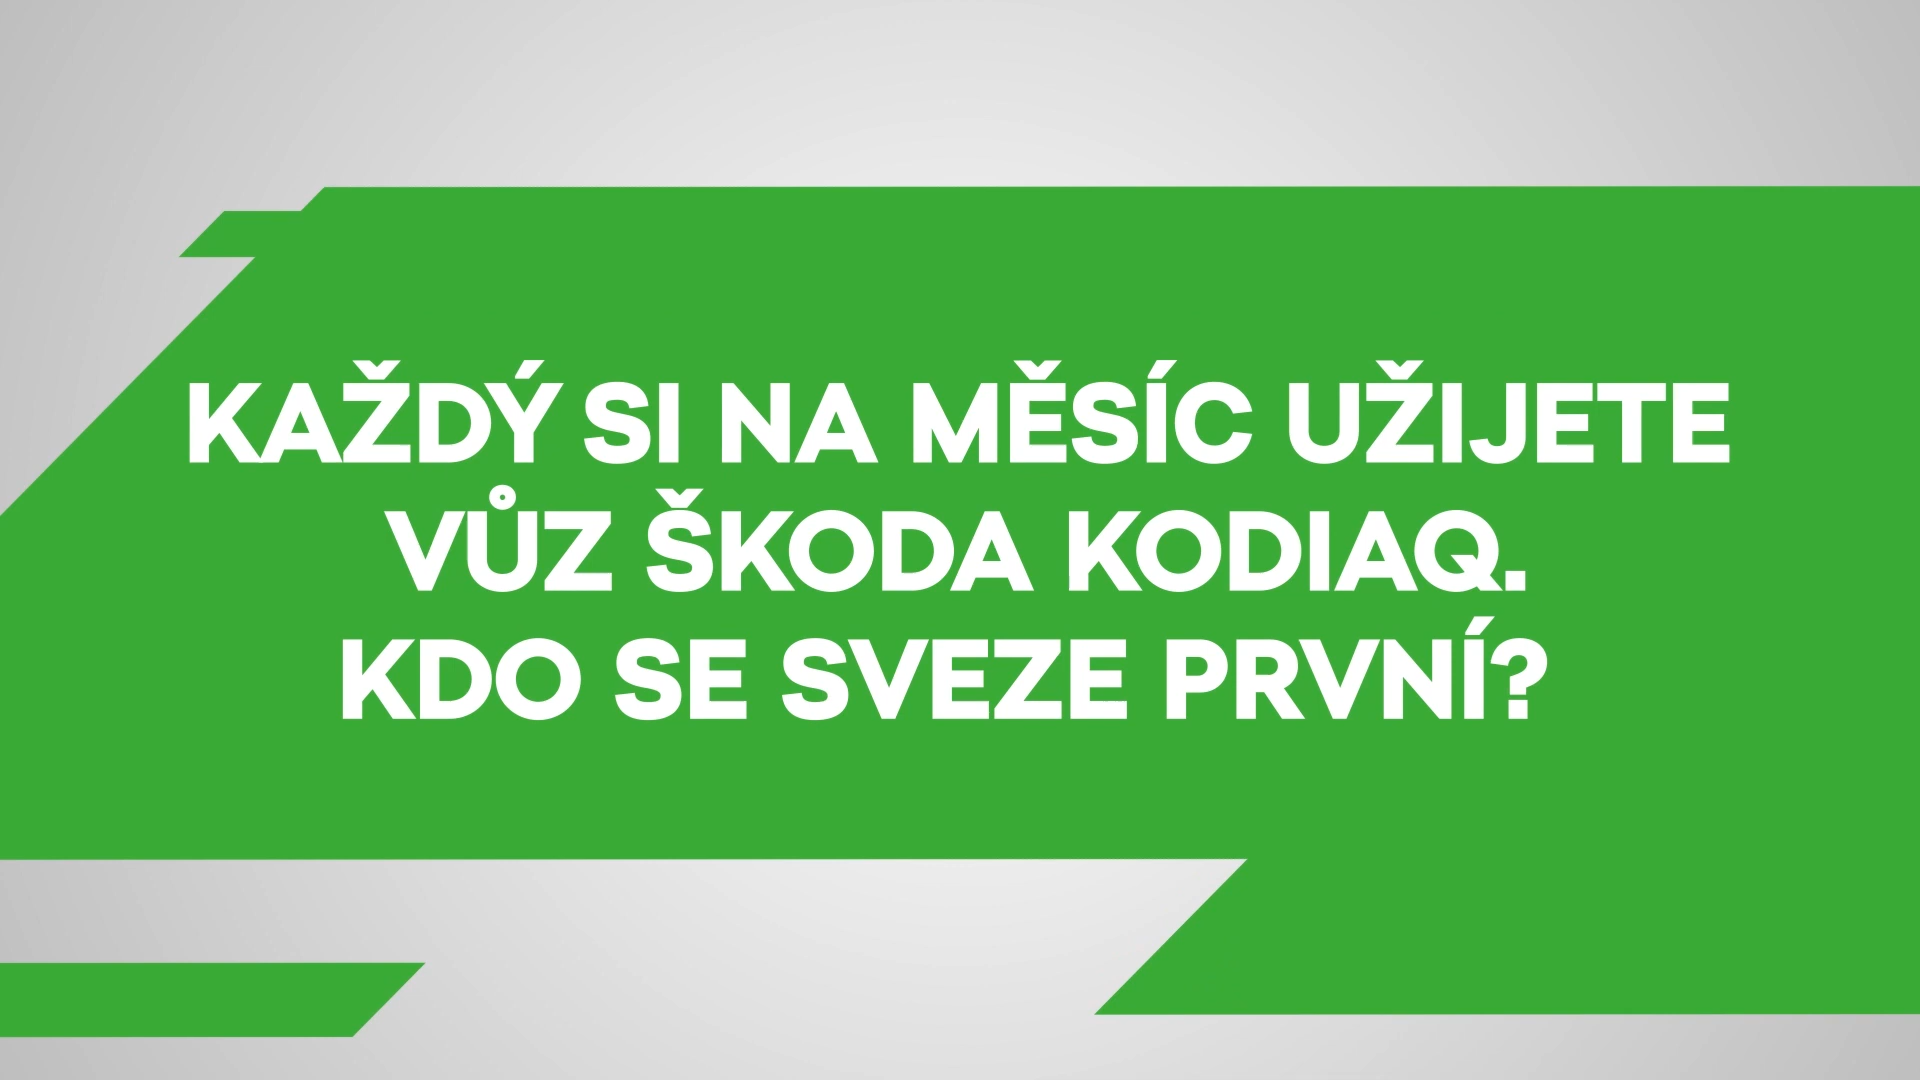 KAŽDÝ SI NA MĚSÍC UŽIJETE
VŮZ ŠKODA KODIAQ.
KDO SE SVEZE PRVNÍ?